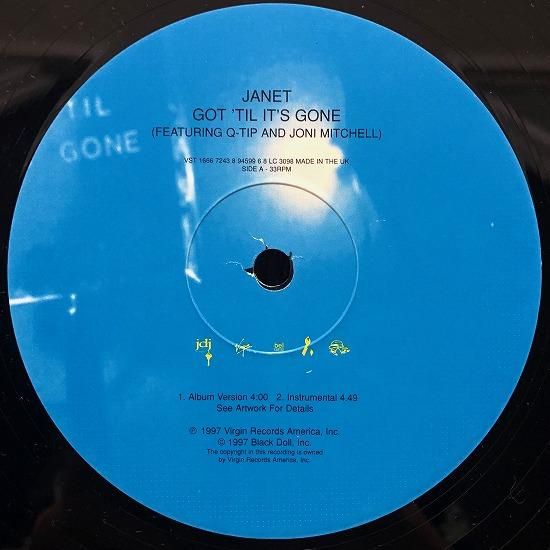 TIL
GONE
JANET
GOT 'TIL IT'S GONE
(FEATURING Q-TIP AND JONI MITCHELL)
VST 1666 7243 8 94599 6 8 LC 3098 MADE IN THE UK
SIDE A - 33RPM
jdj
1. Album Version 4:00 2. Instrumental 4.49
See Artwork For Details
℗ 1997 Virgin Records America, Inc
© 1997 Black Doll, Inc.
The copyright in this recording is owned
by Virgin Records America, Inc.